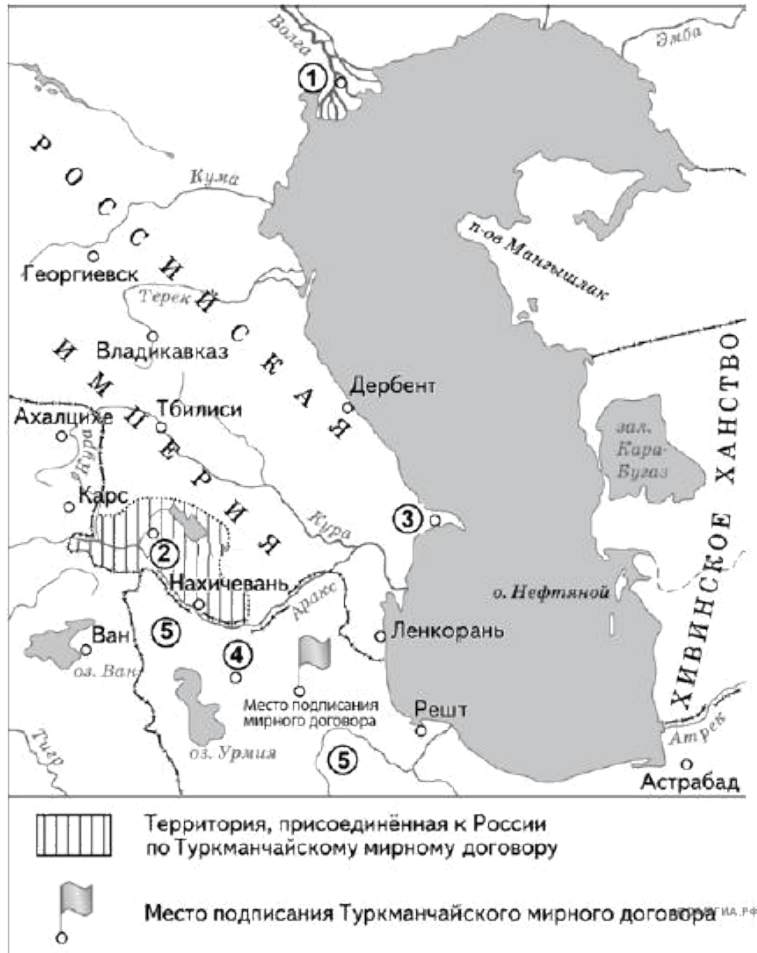 Волга
Эмба
1
РОССИЙСКАЯ
ИМПЕРИЯ
Кума
п-ов Мангышлак
Георгиевск
Терек
Владикавказ
Дербент
Ахалцихе
Тбилиси
р. Кура
зал.
Кара-
Бугаз
ХИВИНСКОЕ ХАНСТВО
Карс
Кура
3
2
Нахичевань
Аракс
о. Нефтяной
5
Ван
оз. Ван
4
Ленкорань
Место подписания
мирного договора
Решт
Атрек
Тигр
оз. Урмия
5
Астрабад
Территория, присоединённая к России
по Туркманчайскому мирному договору
Место подписания Туркманчайского мирного договора